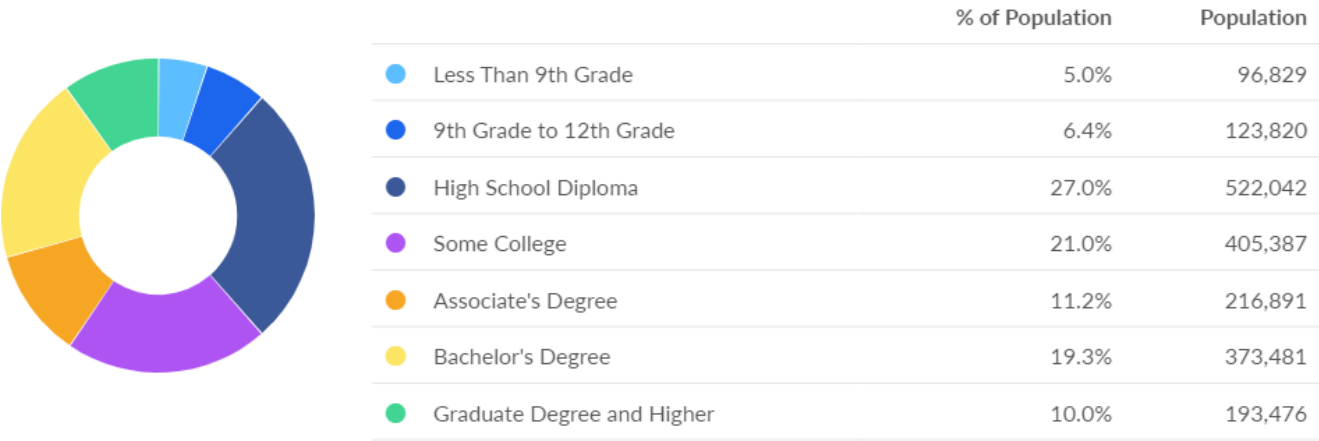 % of Population Population
Less Than 9th Grade 5.0% 96,829
9th Grade to 12th Grade 6.4% 123,820
High School Diploma 27.0% 522,042
Some College 21.0% 405,387
Associate's Degree 11.2% 216,891
Bachelor's Degree 19.3% 373,481
Graduate Degree and Higher 10.0% 193,476